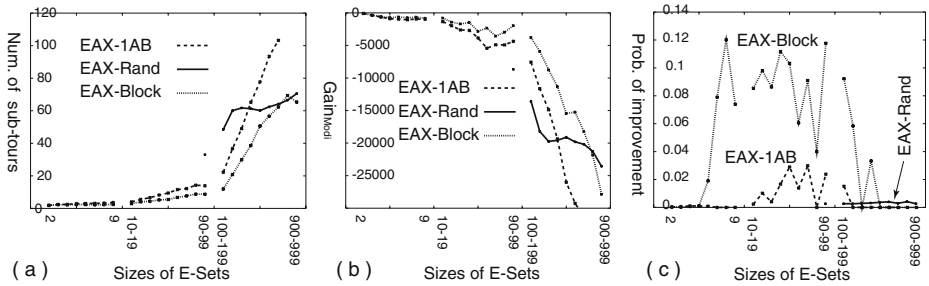 120
100
80
60
40
20
0
Num. of sub-tours
EAX-1AB
EAX-Rand
EAX-Block
2
9
10-19
90-99
100-199
900-999
( a )
Sizes of E-Sets
0
-5000
-10000
-15000
-20000
-25000
GainModi
EAX-1AB
EAX-Rand
EAX-Block
2
9
10-19
90-99
100-199
900-999
( b )
Sizes of E-Sets
0.14
0.12
0.1
0.08
0.06
0.04
0.02
0
Prob. of improvement
EAX-Block
EAX-1AB
EAX-Rand
2
9
10-19
90-99
100-199
900-999
( c )
Sizes of E-Sets